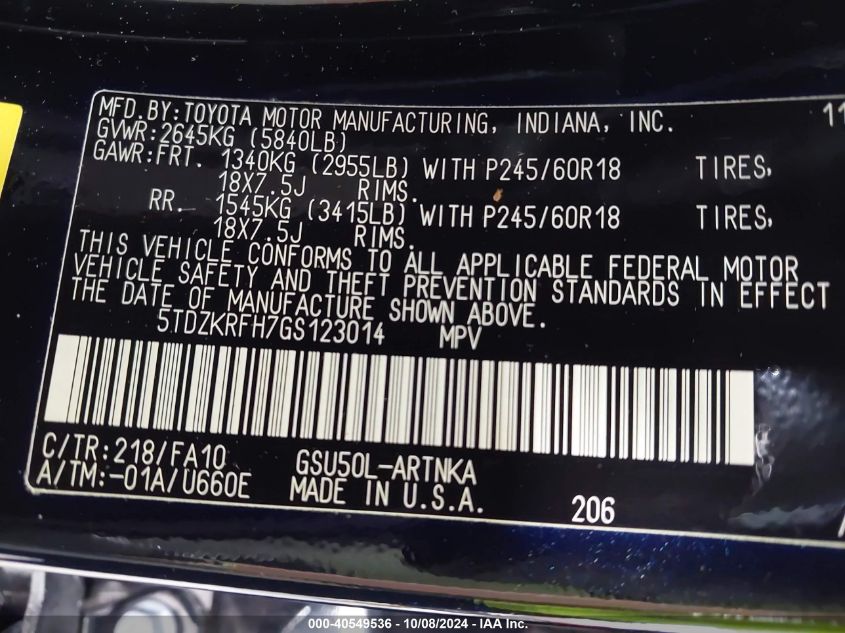 MFD.BY:TOYOTA MOTOR MANUFACTURING, INDIANA, INC. 11
GVWR:2645KG (5840LB)
GAWR:FRT. 1340KG (2955LB) WITH P245/60R18 TIRES,
18X7.5J RIMS.
RR. 1545KG (3415LB) WITH P245/60R18 TIRES,
18X7.5J RIMS.
THIS VEHICLE CONFORMS TO ALL APPLICABLE FEDERAL MOTOR
VEHICLE SAFETY AND THEFT PREVENTION STANDARDS IN EFFECT
THE DATE OF MANUFACTURE SHOWN ABOVE.
5TDZKRFH7GS123014 MPV
C/TR:218/FA10 GSU50L-ARTNKA
A/TM:-01A/U660E MADE IN U.S.A. 206
000-40549536 - 10/08/2024 - IAA Inc.